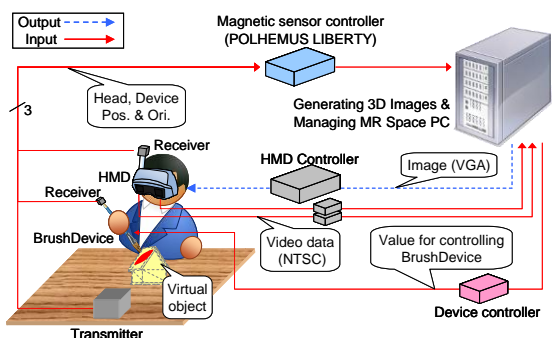 Output
Input
Magnetic sensor controller
(POLHEMUS LIBERTY)
3
Head, Device
Pos. & Ori.
Generating 3D Images &
Managing MR Space PC
Receiver
HMD
HMD Controller
Image (VGA)
Receiver
BrushDevice
Video data
(NTSC)
Value for controlling
BrushDevice
Virtual
object
Device controller
Transmitter